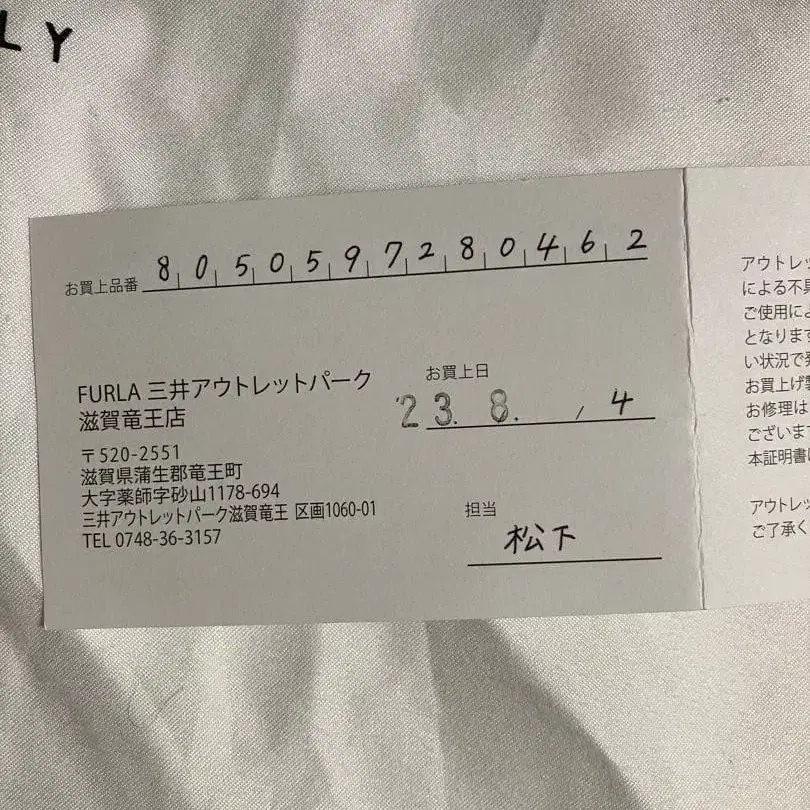 LY
お買上品番 8050597280462
FURLA 三井アウトレットパーク
滋賀竜王店
〒520-2551
滋賀県蒲生郡竜王町
大字薬師字砂山1178-694
三井アウトレットパーク滋賀竜王 区画1060-01
TEL 0748-36-3157
お買上日
'23. 8. / 4
担当
松下
アウトレッ
による不具
ご使用によ
となります
い状況で発
お買上げ製
お修理は
ございます
本証明書は
アウトレッ
ご了承く